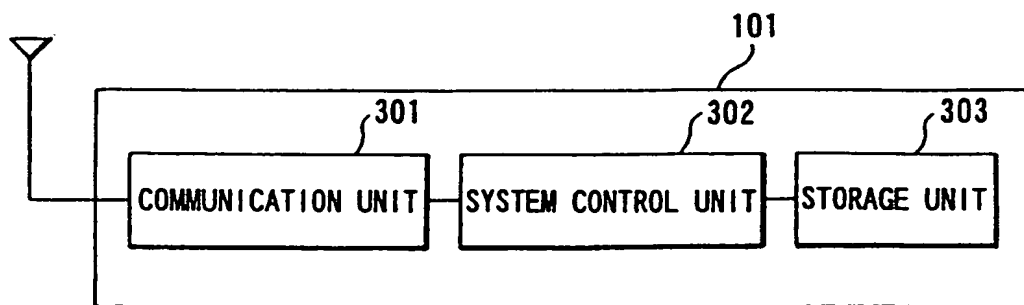 101
301
302
303
COMMUNICATION UNIT
SYSTEM CONTROL UNIT
STORAGE UNIT